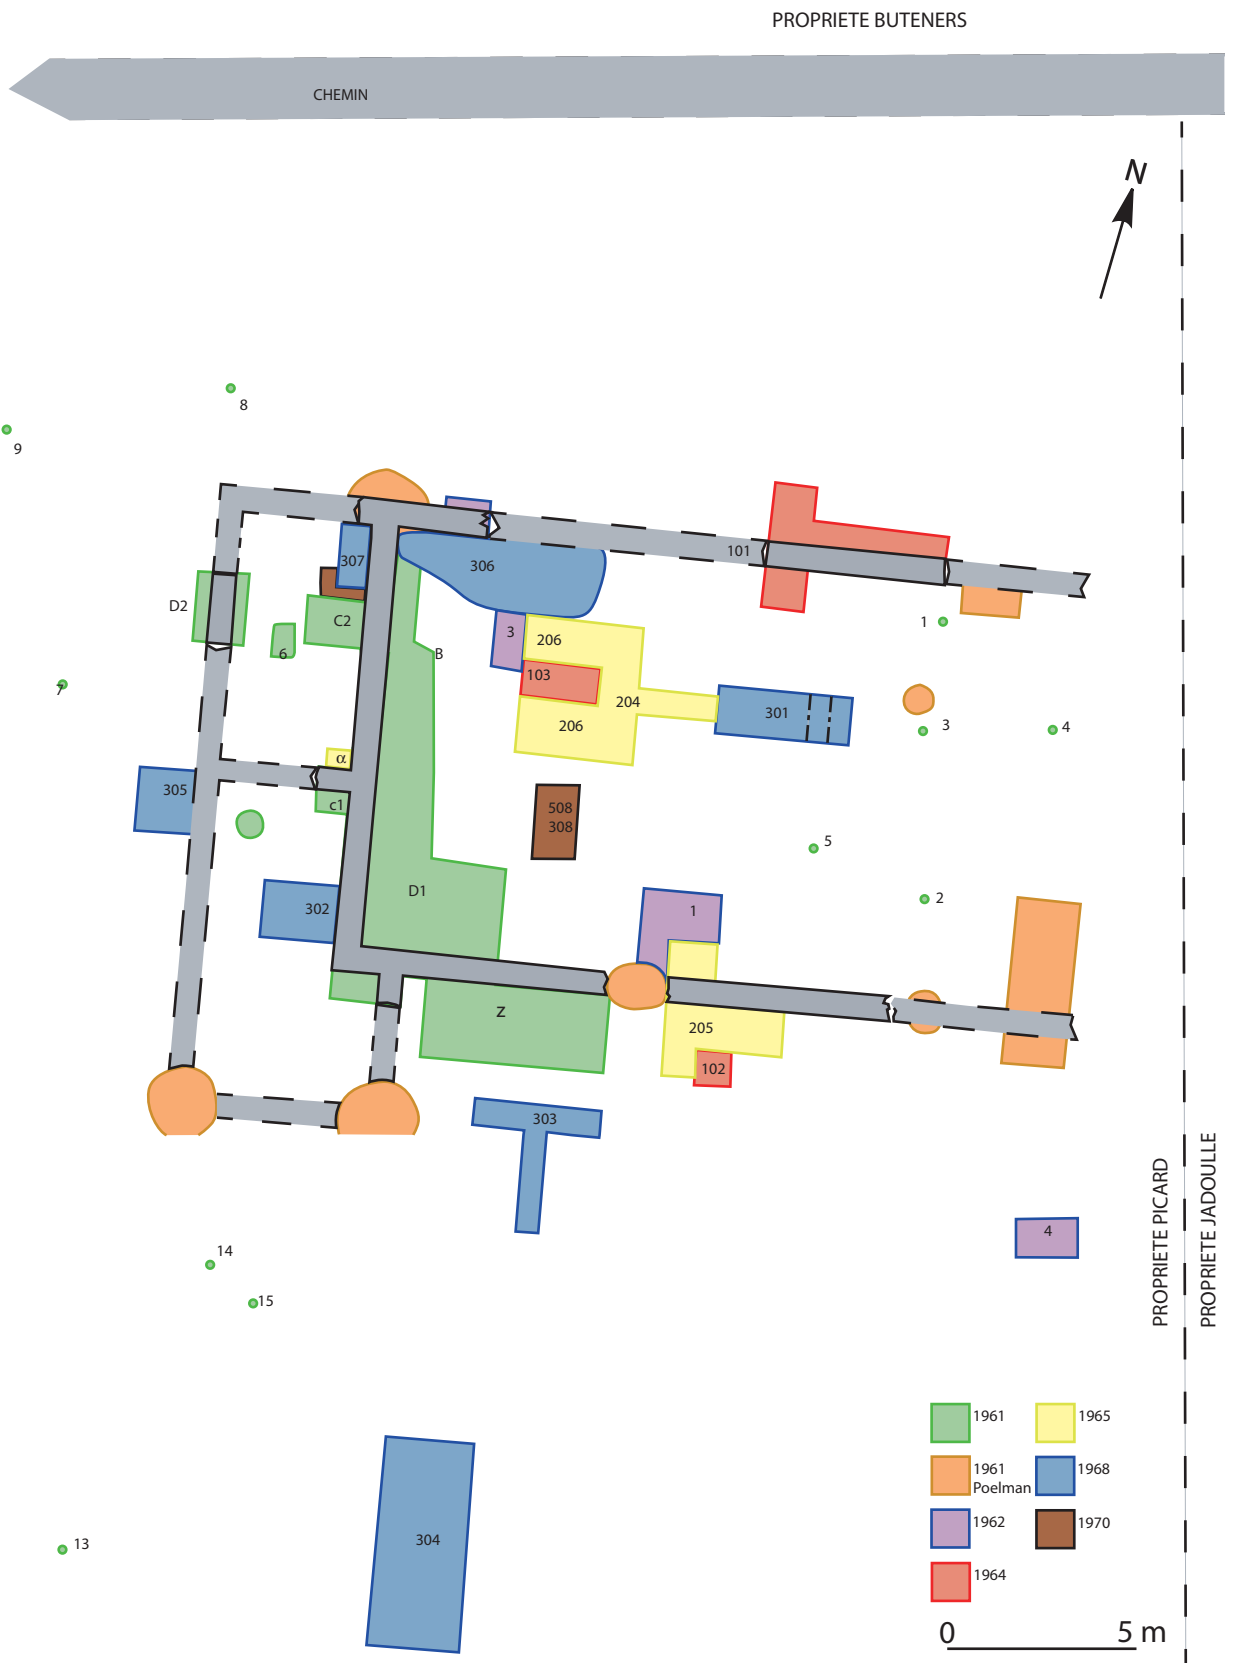 PROPRIETE BUTENERS
CHEMIN
N
8
9
D2
307
306
101
C2
6
3
206
103
204
206
B
301
1
3
4
7
α
c1
305
508
308
5
D1
302
1
2
Z
205
102
303
4
14
15
13
304
PROPRIETE PICARD
PROPRIETE JADOULLE
1961
1965
1961
Poelman
1968
1962
1970
1964
0 5 m